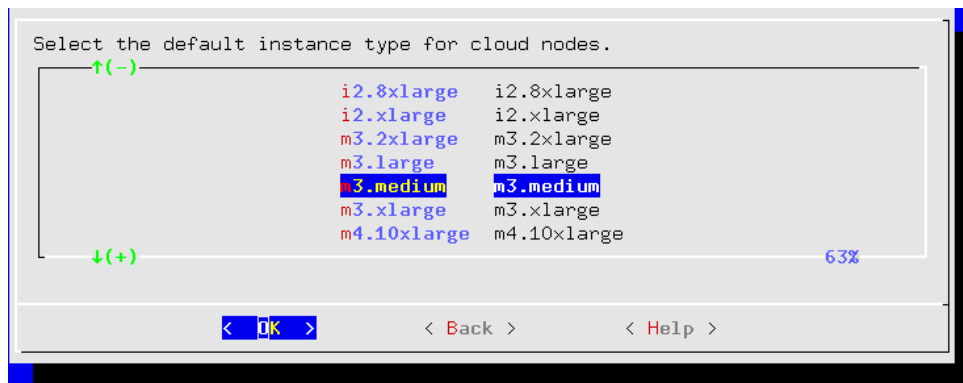 Select the default instance type for cloud nodes.
↑(-)
i2.8xlarge i2.8xlarge
i2.xlarge i2.xlarge
m3.2xlarge m3.2xlarge
m3.large m3.large
m3.medium m3.medium
m3.xlarge m3.xlarge
m4.10xlarge m4.10xlarge
↓(+) 63%
< OK > < Back > < Help >